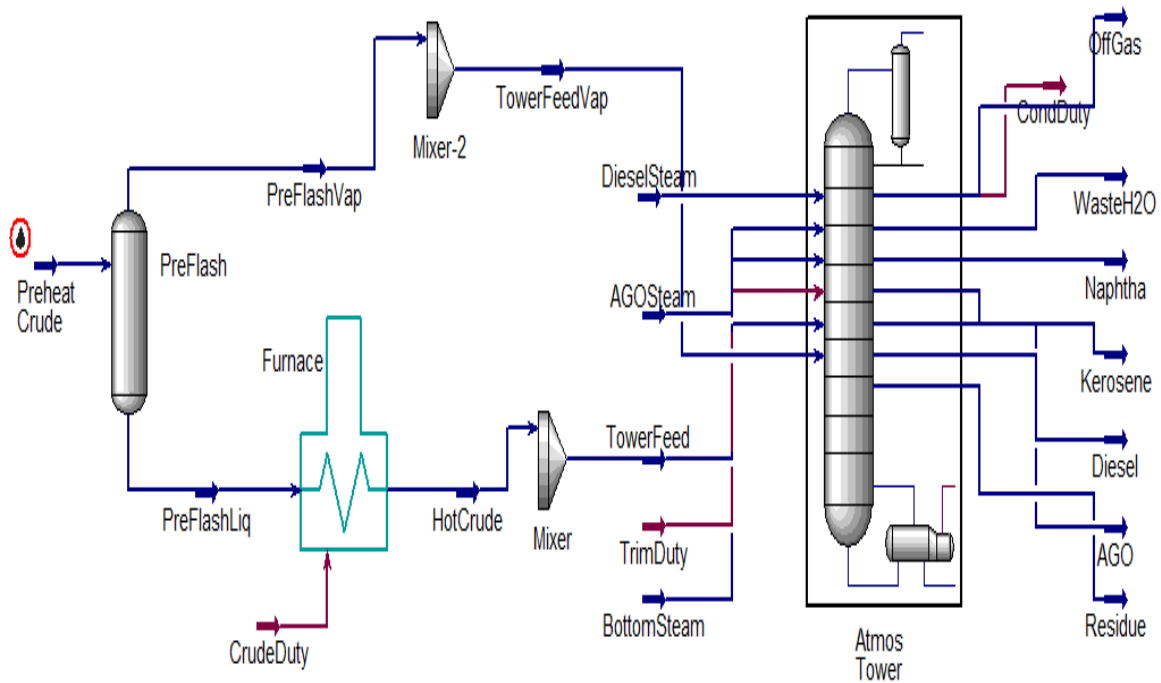 OffGas
CondDuty
TowerFeedVap
Mixer-2
PreFlashVap
DieselSteam
WasteH2O
PreFlash
Preheat
Crude
AGOSteam
Naphtha
Furnace
Kerosene
TowerFeed
Diesel
PreFlashLiq
HotCrude
Mixer
TrimDuty
AGO
BottomSteam
Residue
CrudeDuty
Atmos
Tower